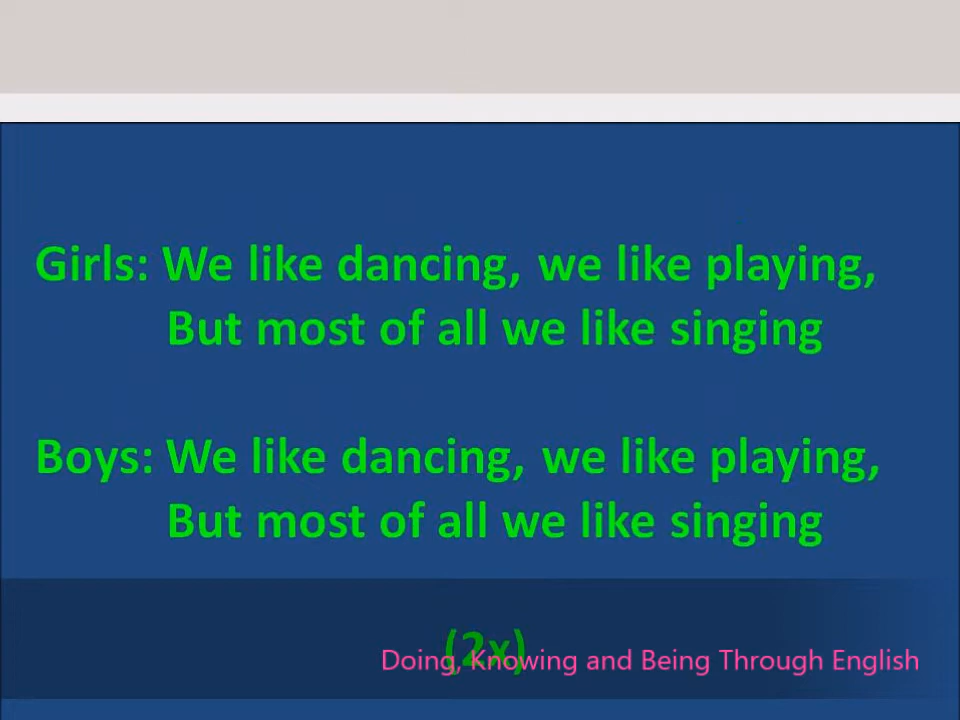 Girls: We like dancing, we like playing,
But most of all we like singing
Boys: We like dancing, we like playing,
But most of all we like singing
(2x)
Doing, Knowing and Being Through English